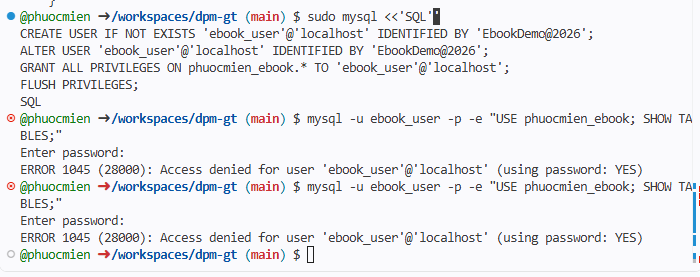 @phuocmien ➜/workspaces/dpm-gt (main) $ sudo mysql <<'SQL'
CREATE USER IF NOT EXISTS 'ebook_user'@'localhost' IDENTIFIED BY 'EbookDemo@2026';
ALTER USER 'ebook_user'@'localhost' IDENTIFIED BY 'EbookDemo@2026';
GRANT ALL PRIVILEGES ON phuocmien_ebook.* TO 'ebook_user'@'localhost';
FLUSH PRIVILEGES;
SQL
@phuocmien ➜/workspaces/dpm-gt (main) $ mysql -u ebook_user -p -e "USE phuocmien_ebook; SHOW TA
BLES;"
Enter password:
ERROR 1045 (28000): Access denied for user 'ebook_user'@'localhost' (using password: YES)
@phuocmien ➜/workspaces/dpm-gt (main) $ mysql -u ebook_user -p -e "USE phuocmien_ebook; SHOW TA
BLES;"
Enter password:
ERROR 1045 (28000): Access denied for user 'ebook_user'@'localhost' (using password: YES)
@phuocmien ➜/workspaces/dpm-gt (main) $